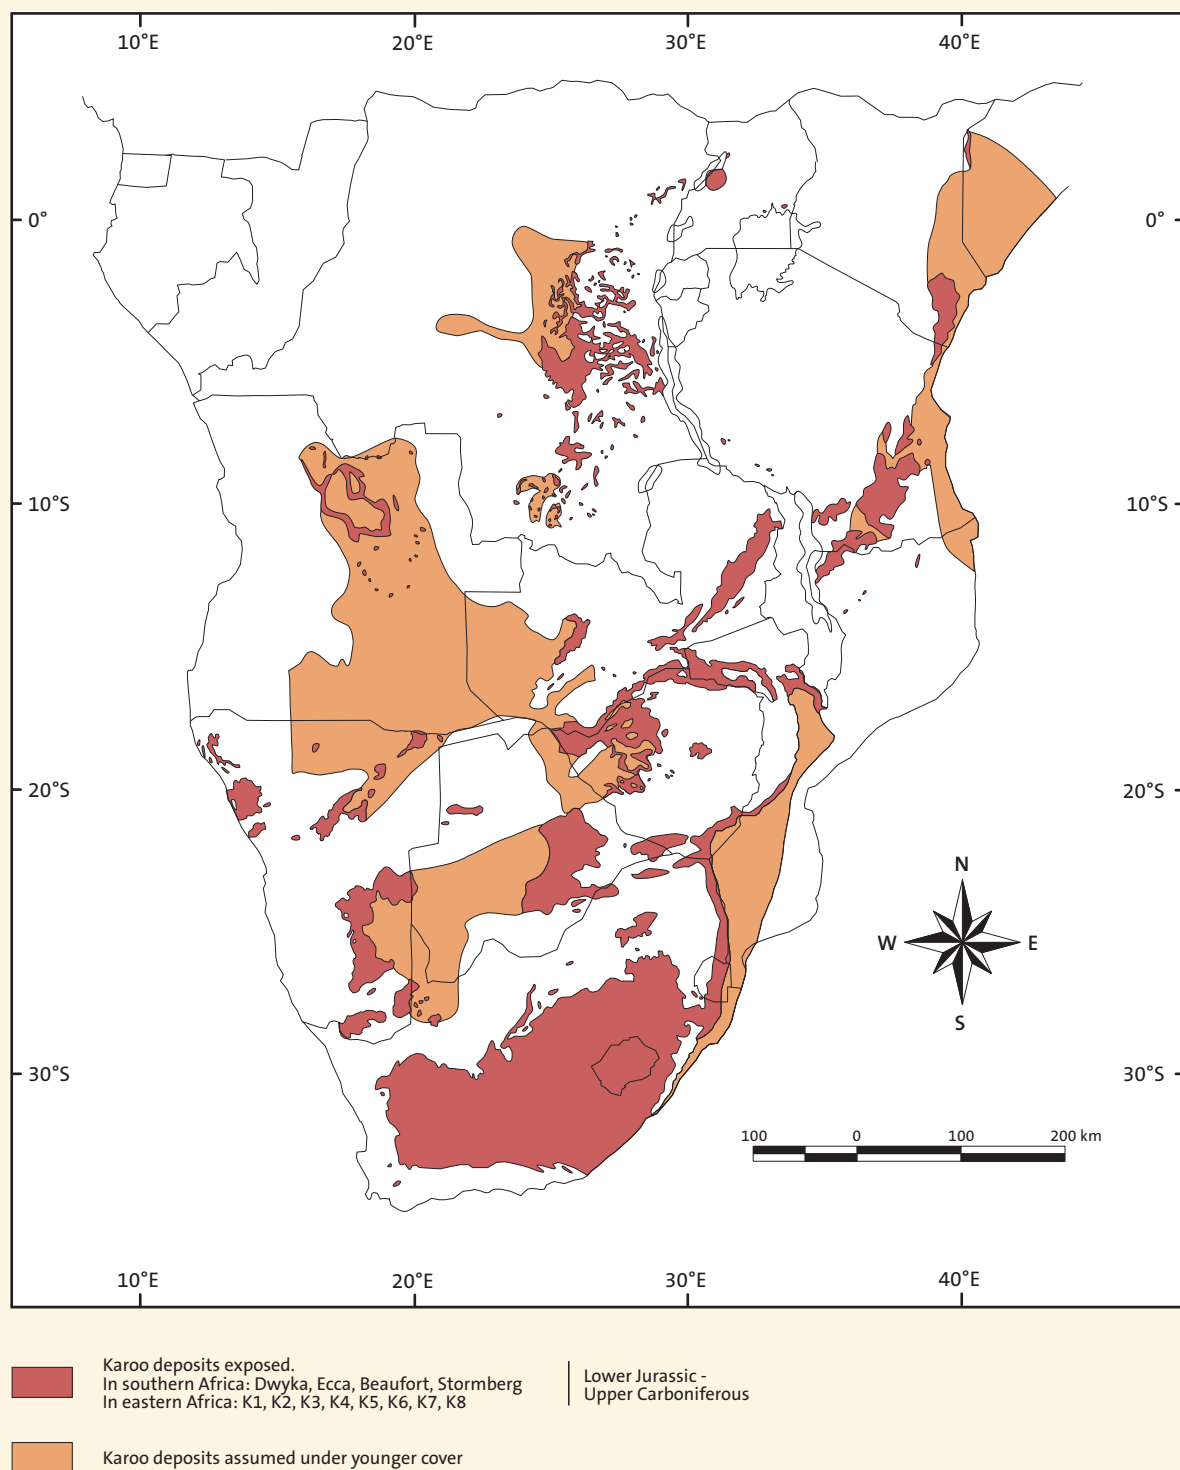 10°E 20°E 30°E 40°E
0° 0°
10°S 10°S
20°S 20°S
N
W E
S
30°S 30°S
100 0 100 200 km
10°E 20°E 30°E 40°E
Karoo deposits exposed.
In southern Africa: Dwyka, Ecca, Beaufort, Stormberg
In eastern Africa: K1, K2, K3, K4, K5, K6, K7, K8
Lower Jurassic -
Upper Carboniferous
Karoo deposits assumed under younger cover